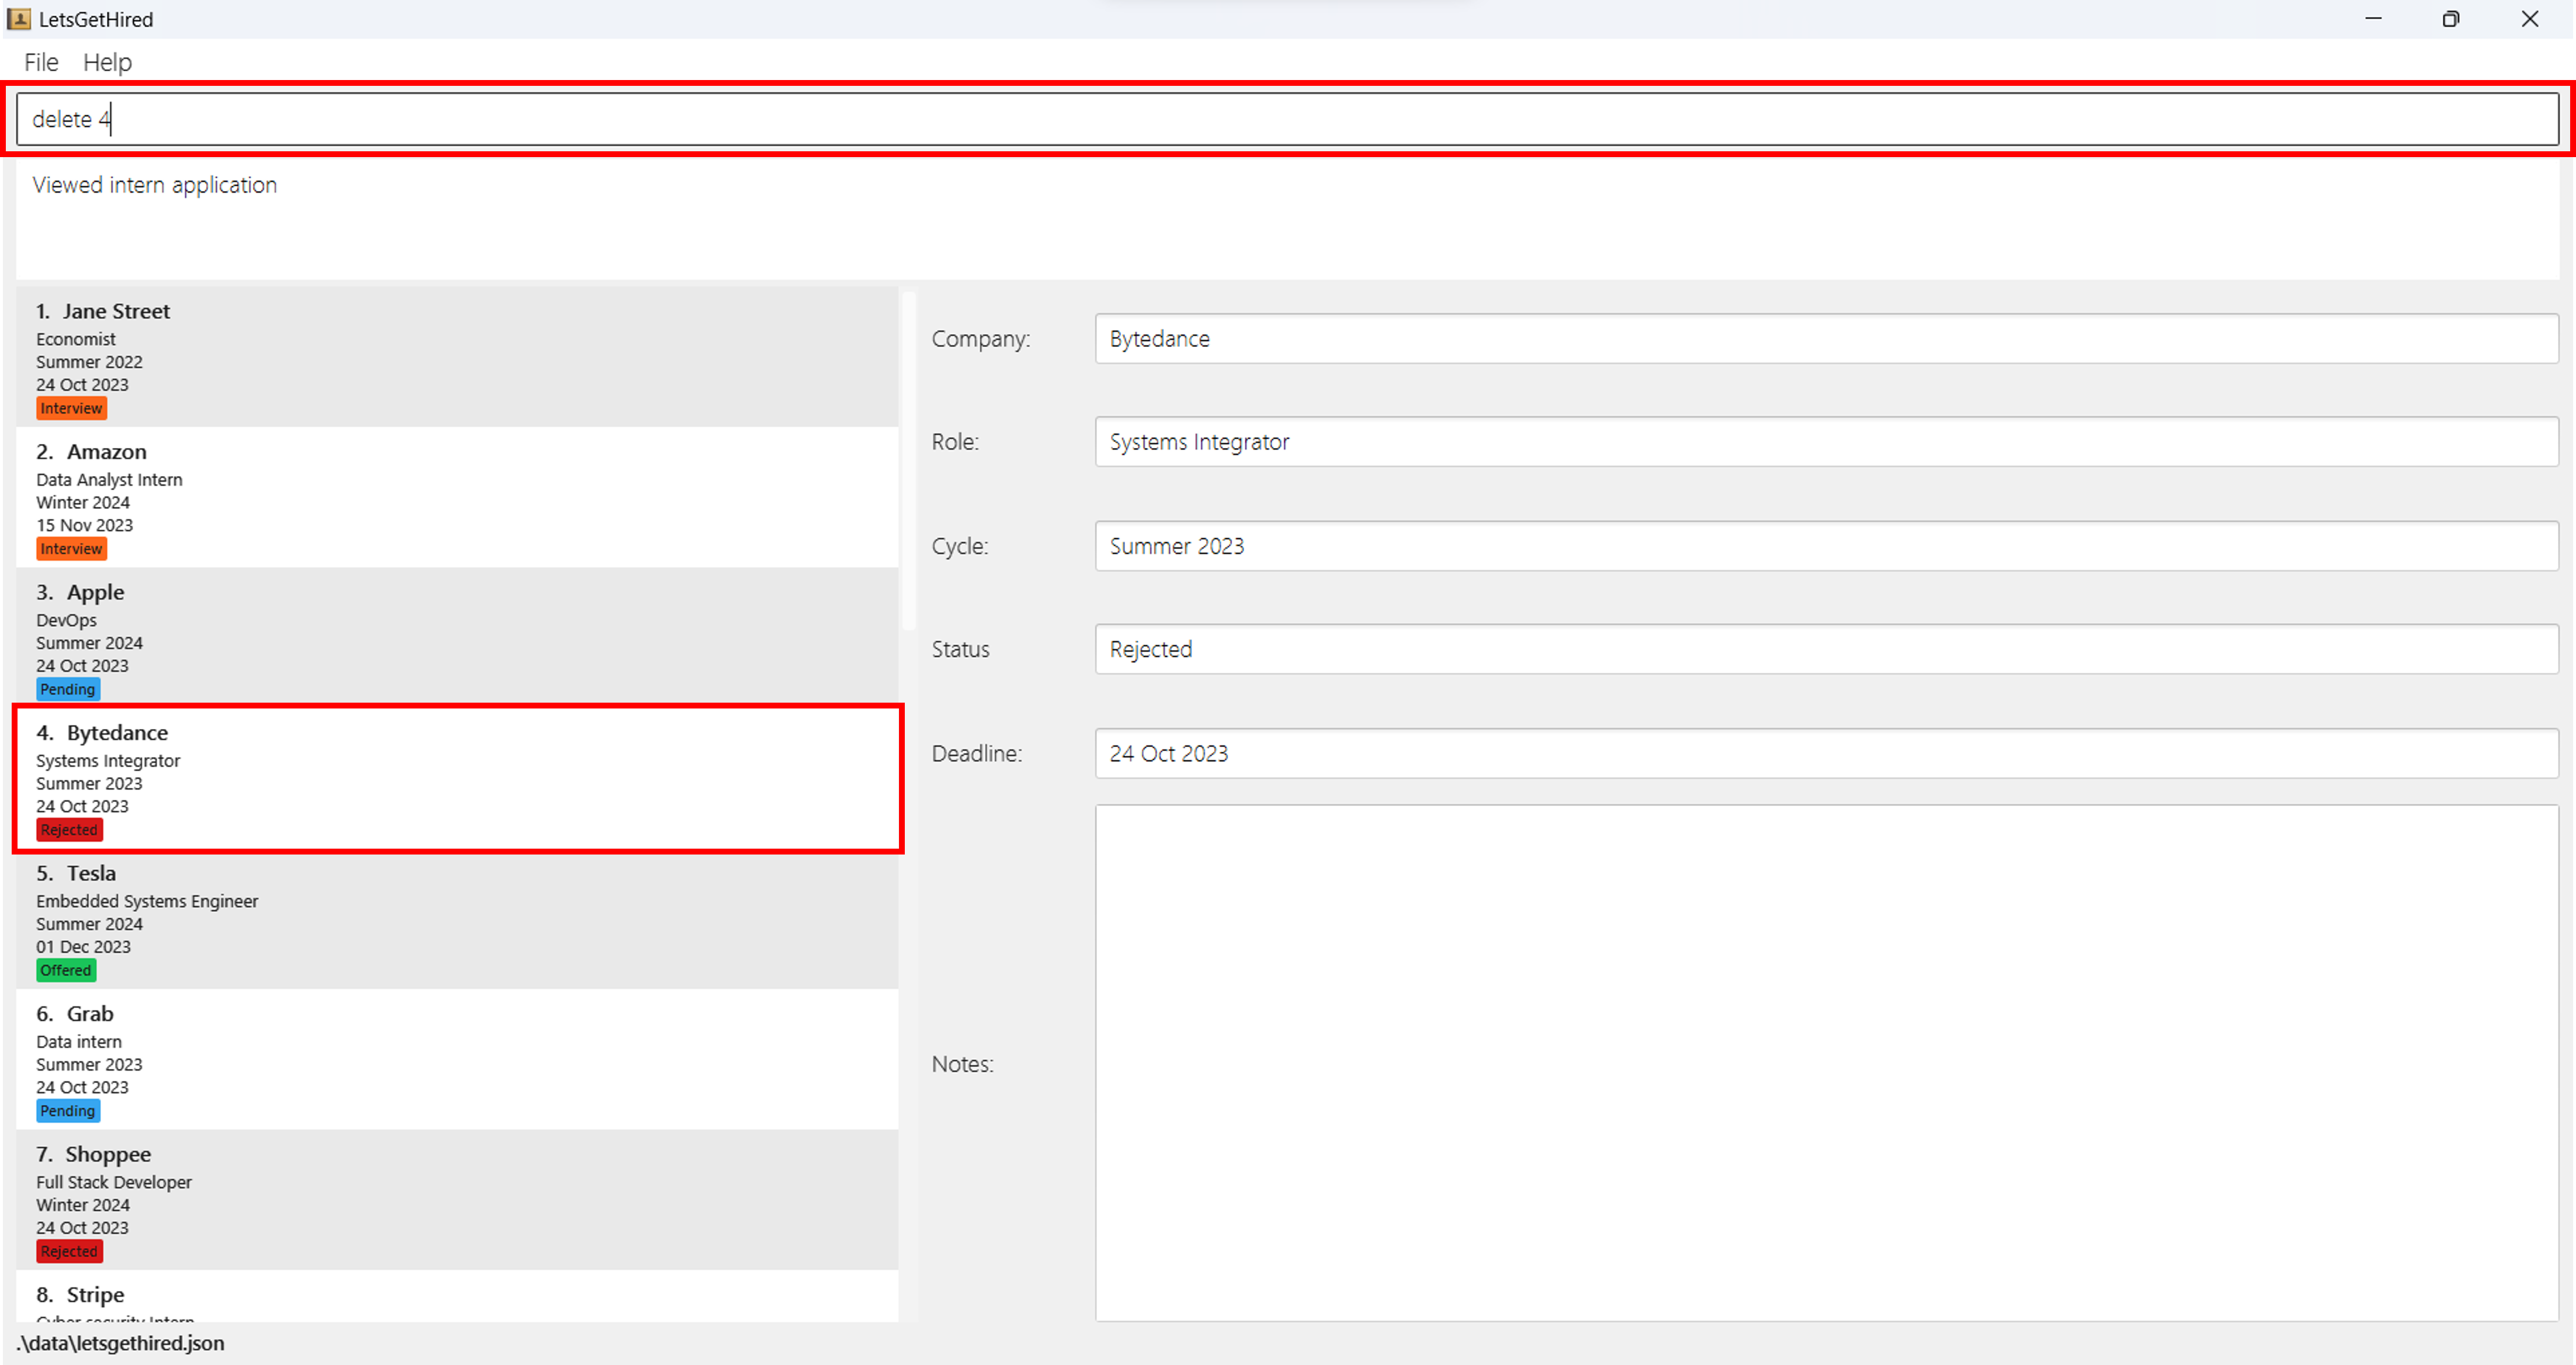 LetsGetHired
File Help
delete 4
Viewed intern application
1. Jane Street
Economist
Summer 2022
24 Oct 2023
Interview
2. Amazon
Data Analyst Intern
Winter 2024
15 Nov 2023
Interview
3. Apple
DevOps
Summer 2024
24 Oct 2023
Pending
4. Bytedance
Systems Integrator
Summer 2023
24 Oct 2023
Rejected
5. Tesla
Embedded Systems Engineer
Summer 2024
01 Dec 2023
Offered
6. Grab
Data intern
Summer 2023
24 Oct 2023
Pending
7. Shoppee
Full Stack Developer
Winter 2024
24 Oct 2023
Rejected
8. Stripe
Cyber security Intern
Company: Bytedance
Role: Systems Integrator
Cycle: Summer 2023
Status Rejected
Deadline: 24 Oct 2023
Notes:
.\data\letsgethired.json